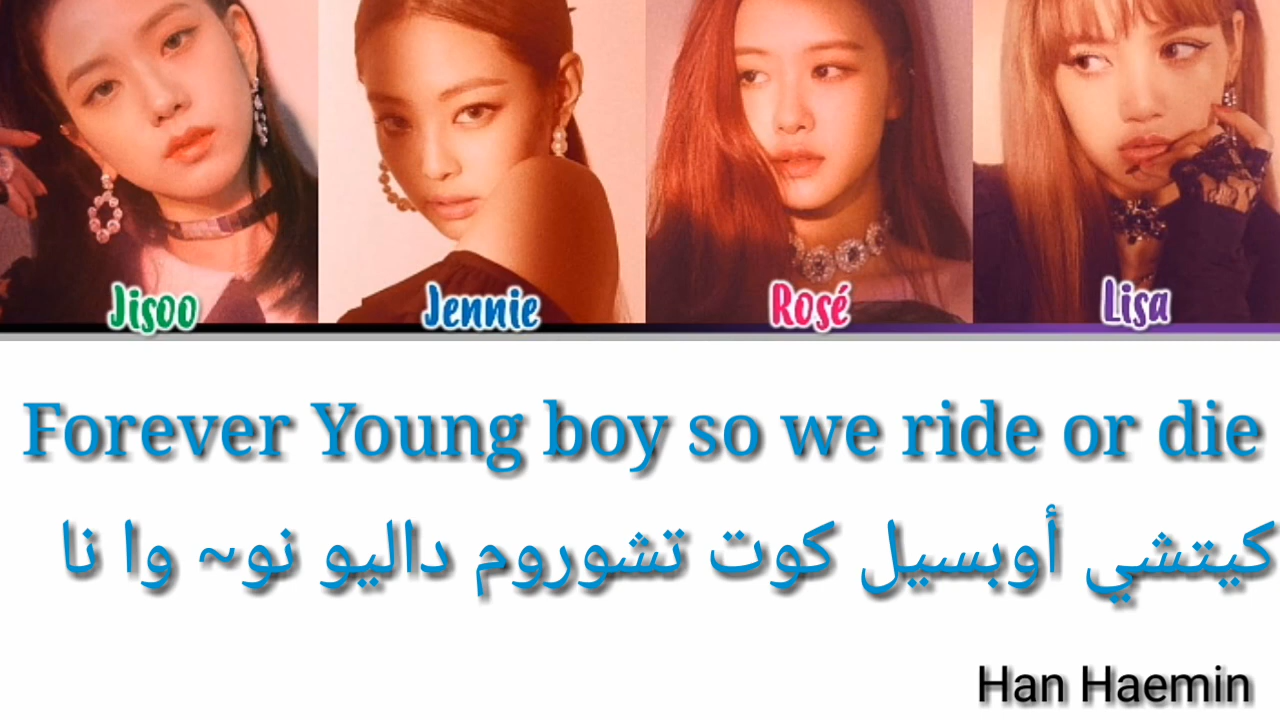 Jisoo Jennie Rosé Lisa
Forever Young boy so we ride or die
كيتشي أوبسيل كوت تشوروم داليو نو~ وا نا
Han Haemin